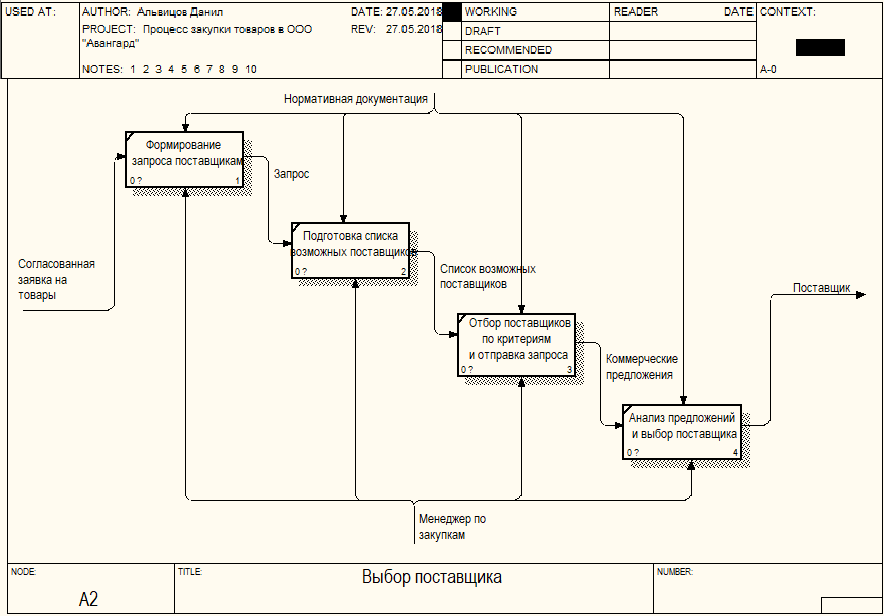 USED AT:
AUTHOR: Альвицов Данил
DATE: 27.05.2018
PROJECT: Процесс закупки товаров в ООО
"Авангард"
REV: 27.05.2018
NOTES: 1 2 3 4 5 6 7 8 9 10
WORKING
DRAFT
RECOMMENDED
PUBLICATION
READER
DATE
CONTEXT:
A-0
Нормативная документация
Формирование
запроса поставщикам
0 ?
1
Запрос
Подготовка списка
возможных поставщиков
0 ?
2
Согласованная
заявка на
товары
Список возможных
поставщиков
Поставщик
Отбор поставщиков
по критериям
и отправка запроса
0 ?
3
Коммерческие
предложения
Анализ предложений
и выбор поставщика
0 ?
4
Менеджер по
закупкам
NODE:
A2
TITLE:
Выбор поставщика
NUMBER: